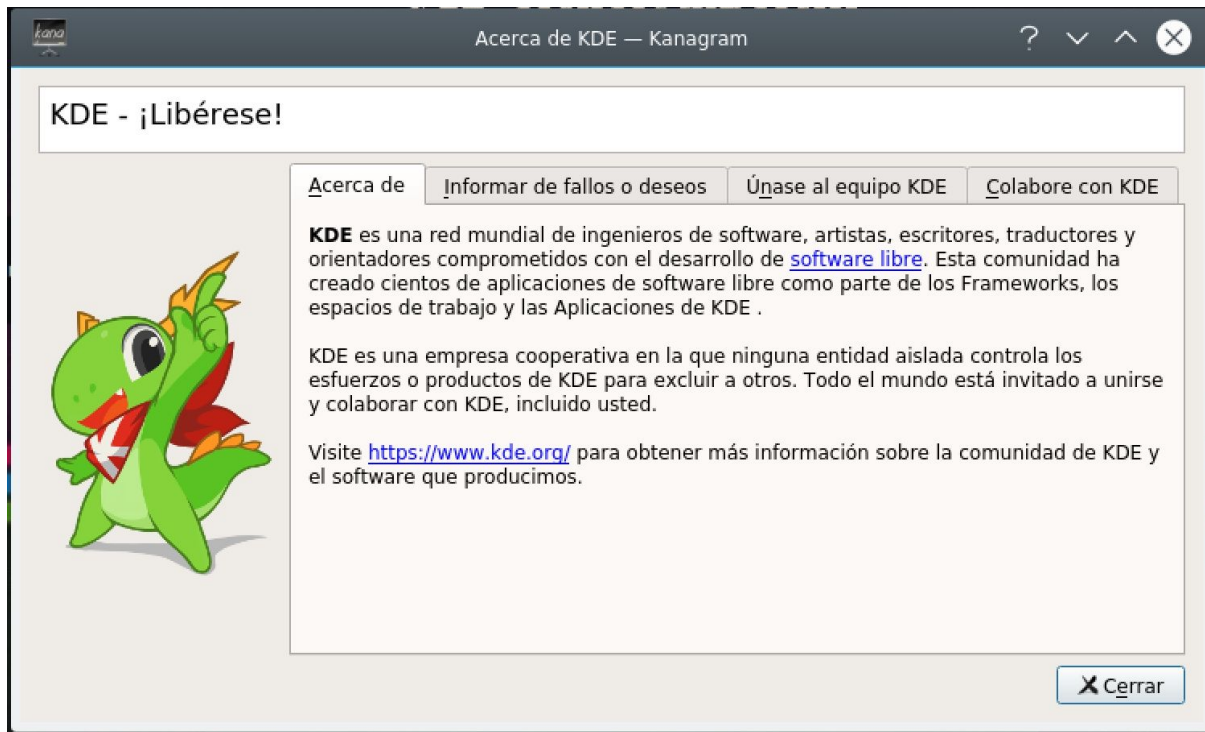 kana
Acerca de KDE — Kanagram
KDE - ¡Libérese!
Acerca de
Informar de fallos o deseos
Únase al equipo KDE
Colabore con KDE
KDE es una red mundial de ingenieros de software, artistas, escritores, traductores y
orientadores comprometidos con el desarrollo de software libre. Esta comunidad ha
creado cientos de aplicaciones de software libre como parte de los Frameworks, los
espacios de trabajo y las Aplicaciones de KDE .
KDE es una empresa cooperativa en la que ninguna entidad aislada controla los
esfuerzos o productos de KDE para excluir a otros. Todo el mundo está invitado a unirse
y colaborar con KDE, incluido usted.
Visite https://www.kde.org/ para obtener más información sobre la comunidad de KDE y
el software que producimos.
Cerrar